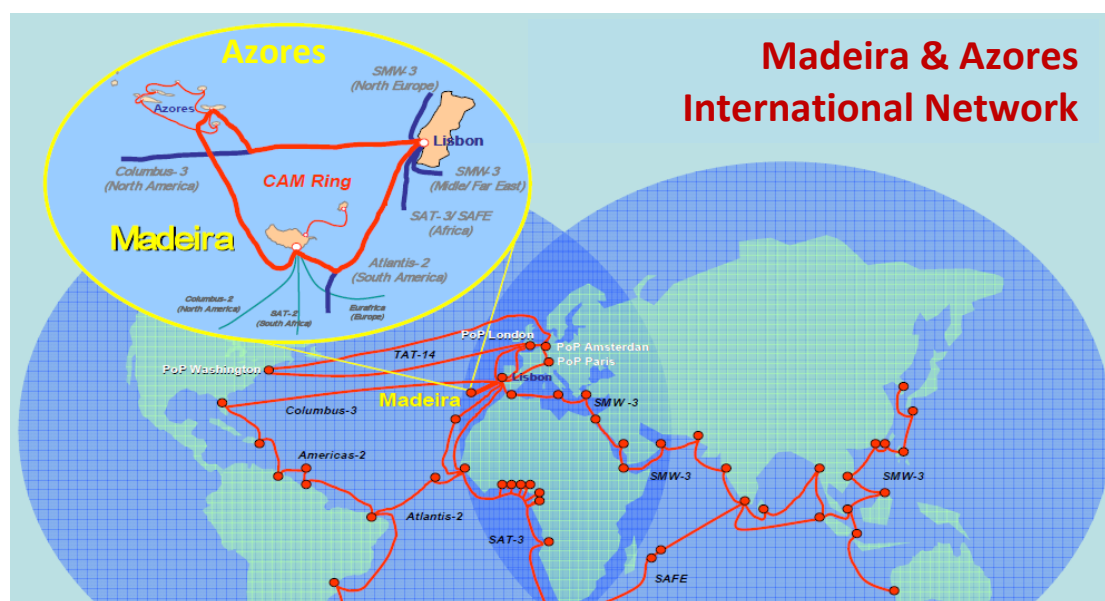 Madeira & Azores
International Network
Azores
SMW-3
(North Europe)
Azores
Lisbon
Columbus- 3
(North America)
CAM Ring
SMW-3
(Midle/ Far East)
SAT- 3/ SAFE
(Africa)
Madeira
Atlantis- 2
(South America)
Columbus- 2
(North America)
SAT- 2
(South Africa)
Eurafrica
(Europe)
PoP London
TAT-14
PoP Amsterdan
PoP Paris
PoP Washington
Lisbon
Madeira
Columbus-3
SMW -3
Americas-2
SMW-3
SMW-3
Atlantis-2
SAT-3
SAFE